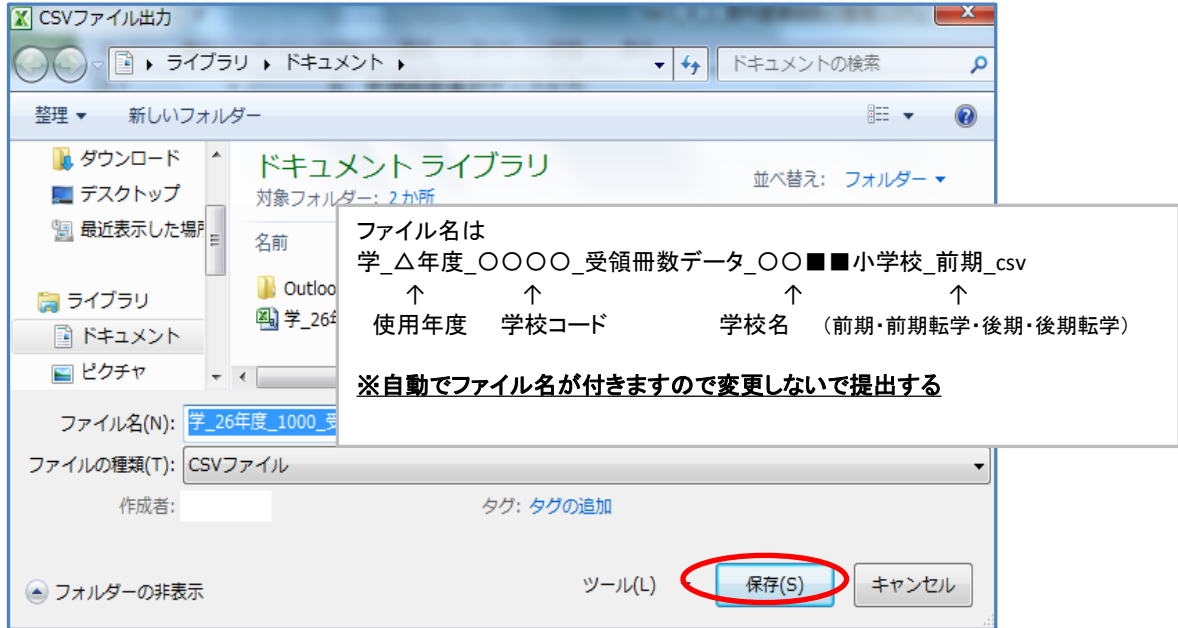 CSVファイル出力
ライブラリ ▸ ドキュメント ▸
ドキュメントの検索
整理 ▼ 新しいフォルダー
ダウンロード
デスクトップ
最近表示した場所
ライブラリ
ドキュメント
ピクチャ
ドキュメント ライブラリ
対象フォルダー: 2 か所
並べ替え: フォルダー ▼
名前
Outloo
学_26年
ファイル名は
学_△年度_〇〇〇〇_受領冊数データ_〇〇■■小学校_前期_csv
↑ ↑ ↑ ↑
使用年度 学校コード 学校名 (前期・前期転学・後期・後期転学)
※自動でファイル名が付きますので変更しないで提出する
ファイル名(N): 学_26年度_1000_受
ファイルの種類(T): CSVファイル
作成者:
タグ: タグの追加
フォルダーの非表示
ツール(L)
保存(S)
キャンセル